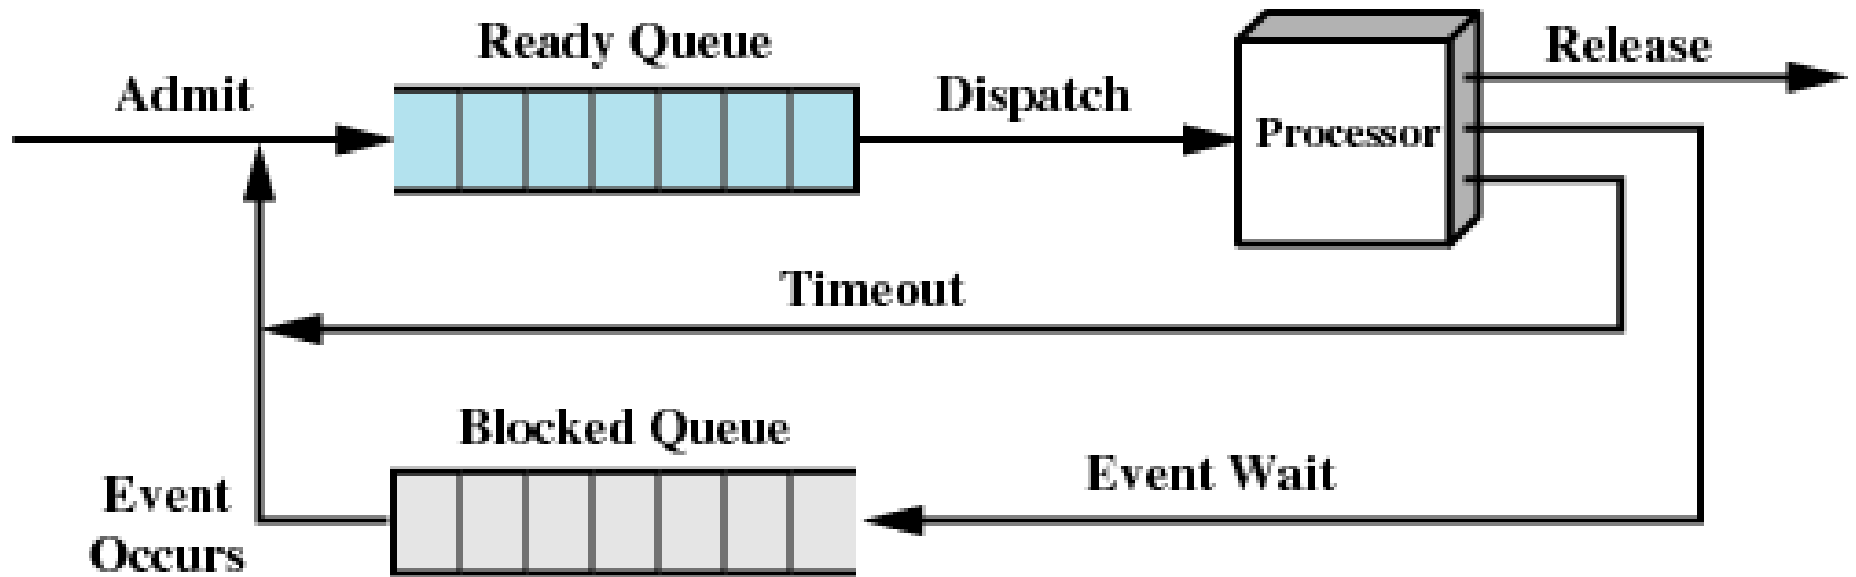 Ready Queue
Release
Admit
Dispatch
Processor
Timeout
Blocked Queue
Event Wait
Event
Occurs